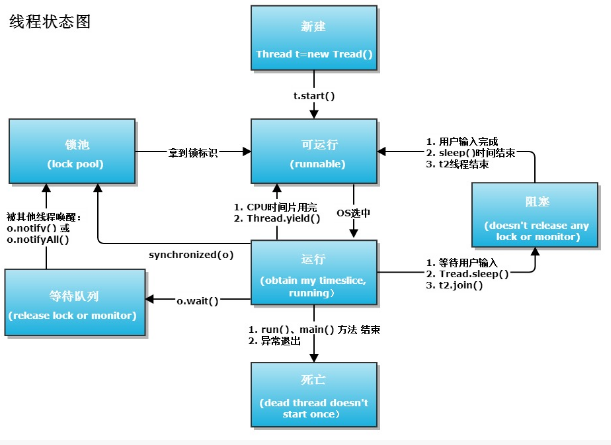 线程状态图
新建
Thread t=new Tread()
t.start()
锁池
(lock pool)
拿到锁标识
可运行
(runnable)
1. 用户输入完成
2. sleep()时间结束
3. t2线程结束
阻塞
(doesn't release any
lock or monitor)
被其他线程唤醒:
o.notify() 或
o.notifyAll()
1. CPU时间片用完
2. Thread.yield()
OS选中
synchronized(o)
运行
(obtain my timeslice,
running)
1. 等待用户输入
2. Tread.sleep()
3. t2.join()
等待队列
(release lock or monitor)
o.wait()
1. run()、main() 方法 结束
2. 异常退出
死亡
(dead thread doesn't
start once)